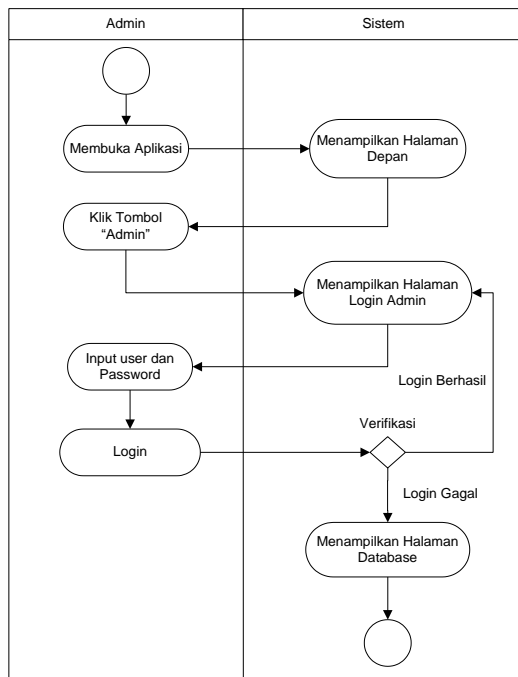 Admin
Sistem
Membuka Aplikasi
Menampilkan Halaman
Depan
Klik Tombol
“Admin”
Menampilkan Halaman
Login Admin
Input user dan
Password
Login Berhasil
Verifikasi
Login
Login Gagal
Menampilkan Halaman
Database